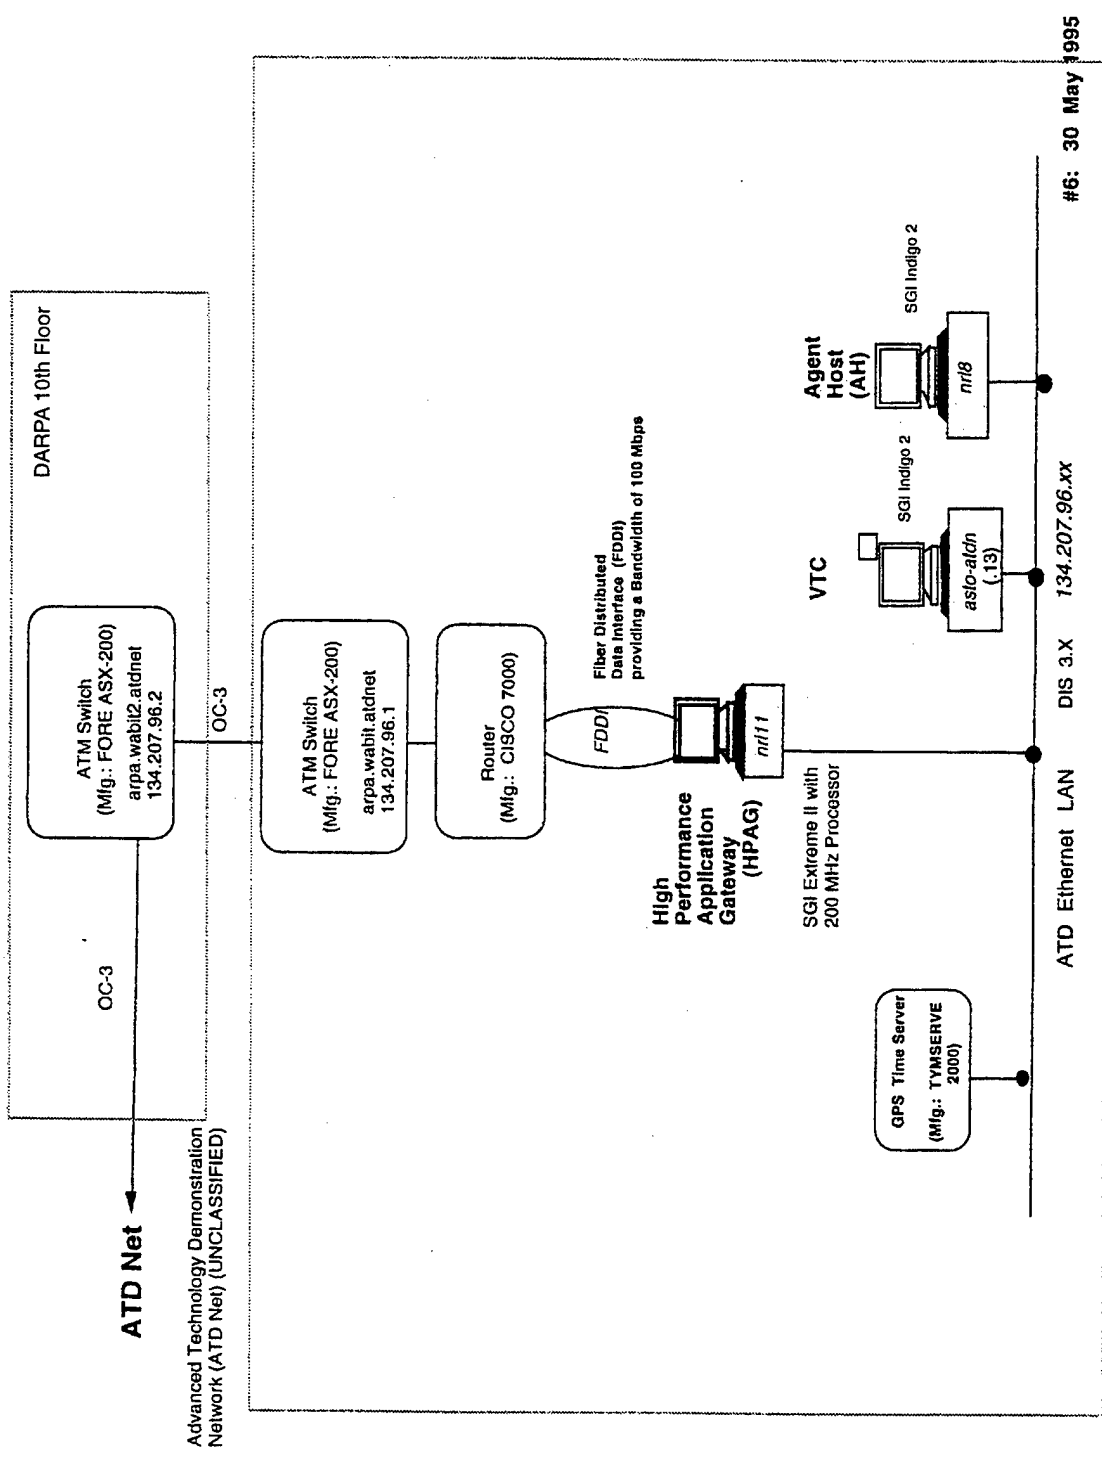 DARPA 10th Floor
ATM Switch
(Mfg.: FORE ASX-200)
arpa.wabit2.atdnet
134.207.96.2
OC-3
ATD Net
OC-3
Advanced Technology Demonstration
Network (ATD Net) (UNCLASSIFIED)
ATM Switch
(Mfg.: FORE ASX-200)
arpa.wabit.atdnet
134.207.96.1
Router
(Mfg.: CISCO 7000)
FDDI
Fiber Distributed
Data Interface (FDDI)
providing a Bandwidth of 100 Mbps
High
Performance
Application
Gateway
(HPAG)
nrl11
SGI Extreme II with
200 MHz Processor
VTC
SGI Indigo 2
asto-atdn
(.13)
Agent
Host
(AH)
SGI Indigo 2
nrl8
GPS Time Server
(Mfg.: TYMSERVE
2000)
ATD Ethernet LAN DIS 3.X 134.207.96.xx
#6: 30 May 1995